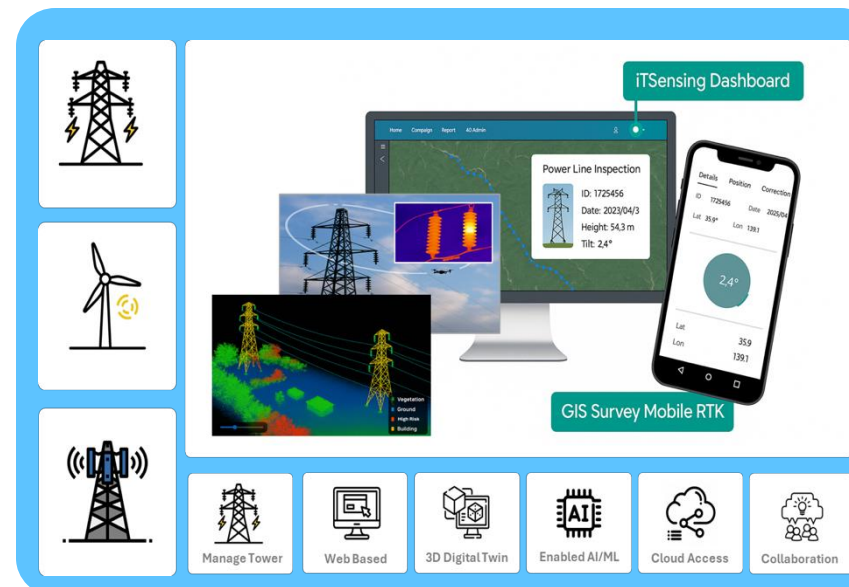 iTSensing Dashboard
Home Campaign Report AI/Admin
Power Line Inspection
ID: 1725456
Date: 2023/04/3
Height: 54,3 m
Tilt: 2,4°
Details Position Correction
ID 1725456 Date 2025/04
Lat 35.9° Lon 139.1
2,4°
Lat 35.9
Lon 139.1
Vegetation
Ground
High Risk
Building
GIS Survey Mobile RTK
Manage Tower
Web Based
3D Digital Twin
AI
Enabled AI/ML
Cloud Access
Collaboration